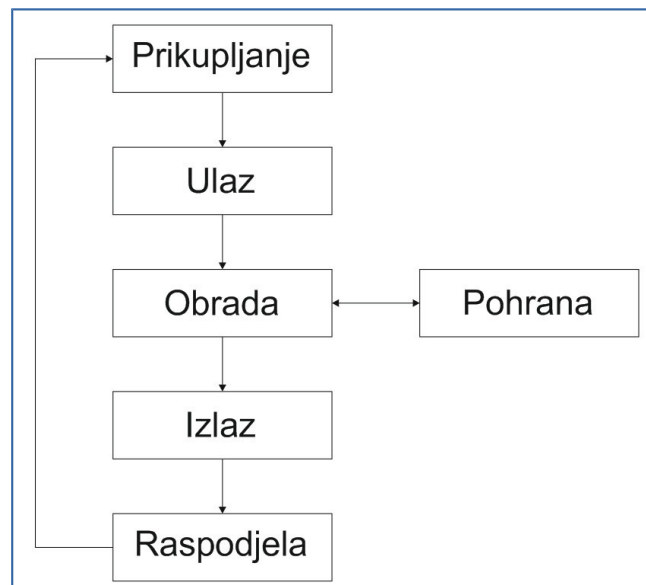 Prikupljanje
Ulaz
Obrada
Pohrana
Izlaz
Raspodjela